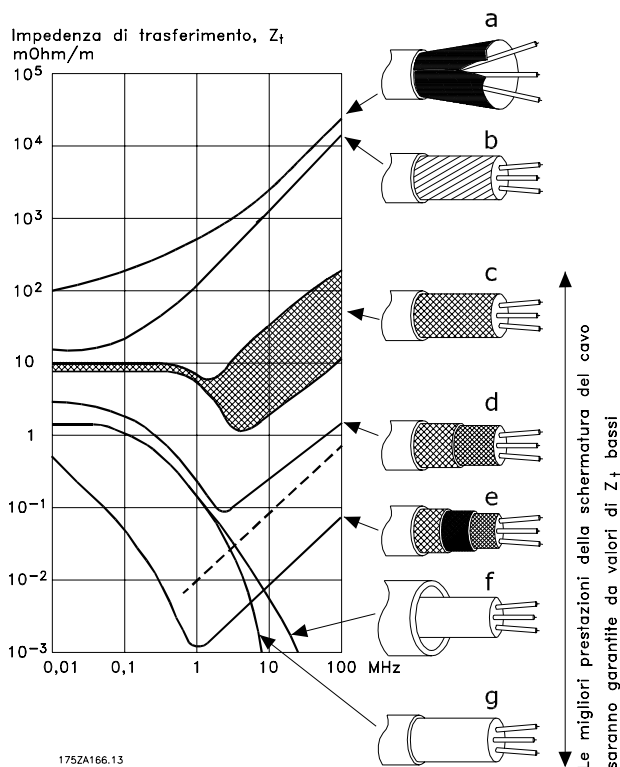 Impedenza di trasferimento, Zt
mOhm/m
10⁵
10⁴
10³
10²
10
1
10⁻¹
10⁻²
10⁻³
0,01 0,1 1 10 100 MHz
a
b
c
d
e
f
g
Le migliori prestazioni della schermatura del cavo
saranno garantite da valori di Zt bassi
175ZA166.13